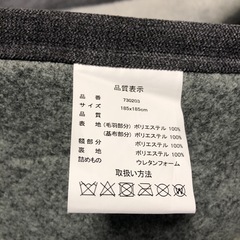 品質表示
品番 730203
サイズ 185x185cm
表地 (毛羽部分) ポリエステル 100%
(基布部分) ポリエステル 100%
軽部分 ポリエステル 100%
裏地 ポリエステル 100%
詰めもの ウレタンフォーム
取扱い方法